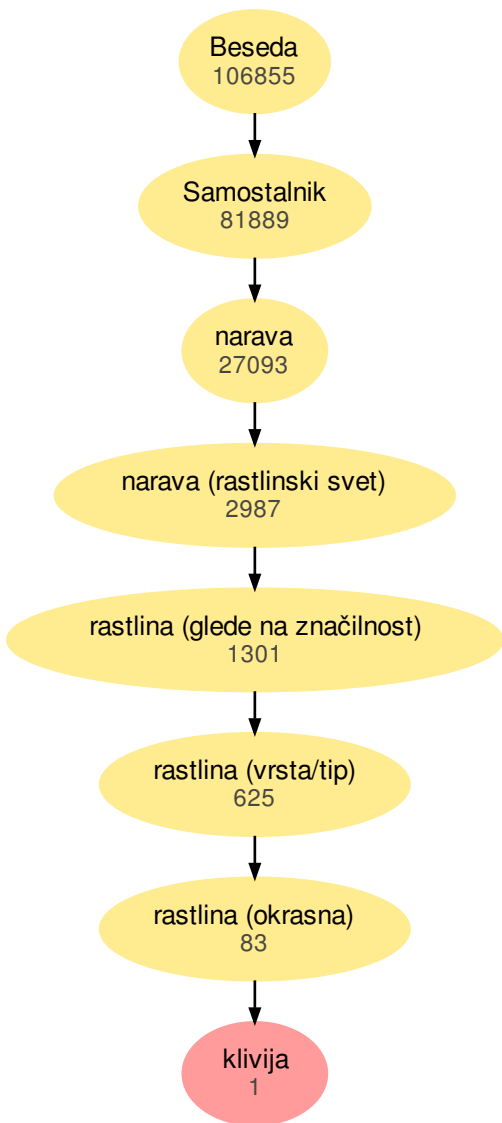 Beseda
106855
Samostalnik
81889
narava
27093
narava (rastlinski svet)
2987
rastlina (glede na značilnost)
1301
rastlina (vrsta/tip)
625
rastlina (okrasna)
83
klivija
1